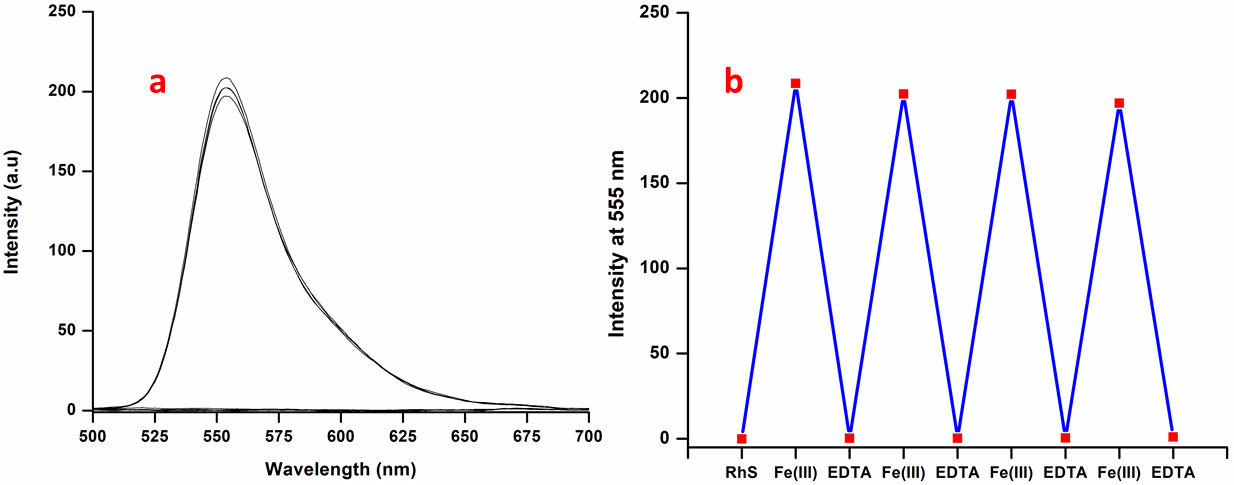 250
200
150
100
50
0
500 525 550 575 600 625 650 675 700
Wavelength (nm)
Intensity (a.u)
a
250
200
150
100
50
0
RhS Fe(III) EDTA Fe(III) EDTA Fe(III) EDTA Fe(III) EDTA
Intensity at 555 nm
b